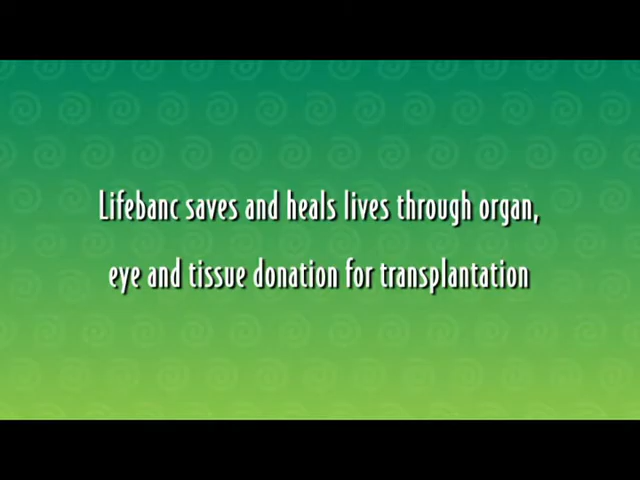 Lifebanc saves and heals lives through organ,
eye and tissue donation for transplantation